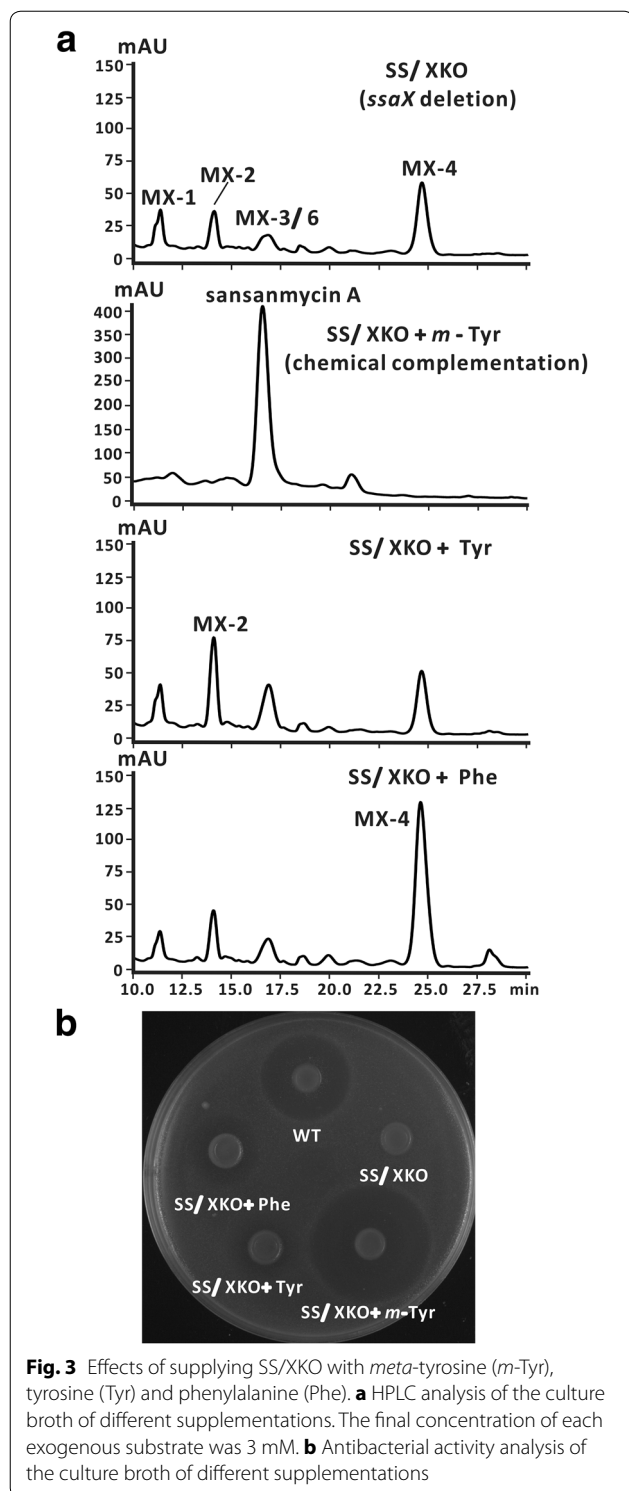 a
mAU
SS/ XKO
(ssaX deletion)
150
125
100
75
50
25
0
MX-1
MX-2
MX-3/ 6
MX-4
mAU
sansanmycin A
SS/ XKO + m - Tyr
(chemical complementation)
400
350
300
250
200
150
100
50
0
mAU
SS/ XKO + Tyr
150
125
100
75
50
25
0
MX-2
mAU
SS/ XKO + Phe
150
125
100
75
50
25
0
MX-4
10.0 12.5 15.0 17.5 20.0 22.5 25.0 27.5 min
b
WT
SS/ XKO
SS/ XKO+ Phe
SS/ XKO+ Tyr
SS/ XKO+ m-Tyr
Fig. 3 Effects of supplying SS/XKO with meta-tyrosine (m-Tyr),
tyrosine (Tyr) and phenylalanine (Phe). a HPLC analysis of the culture
broth of different supplementations. The final concentration of each
exogenous substrate was 3 mM. b Antibacterial activity analysis of
the culture broth of different supplementations